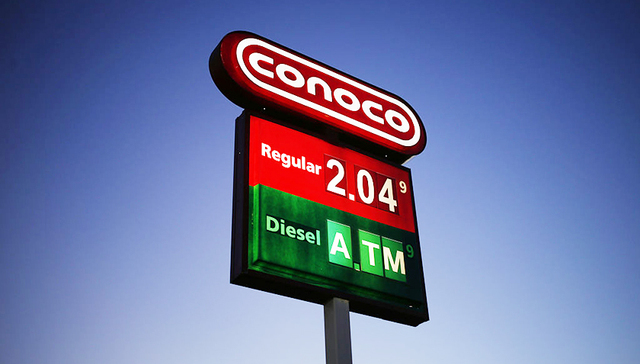 CONOCO
Regular 2.04 9
Diesel A.TM 9